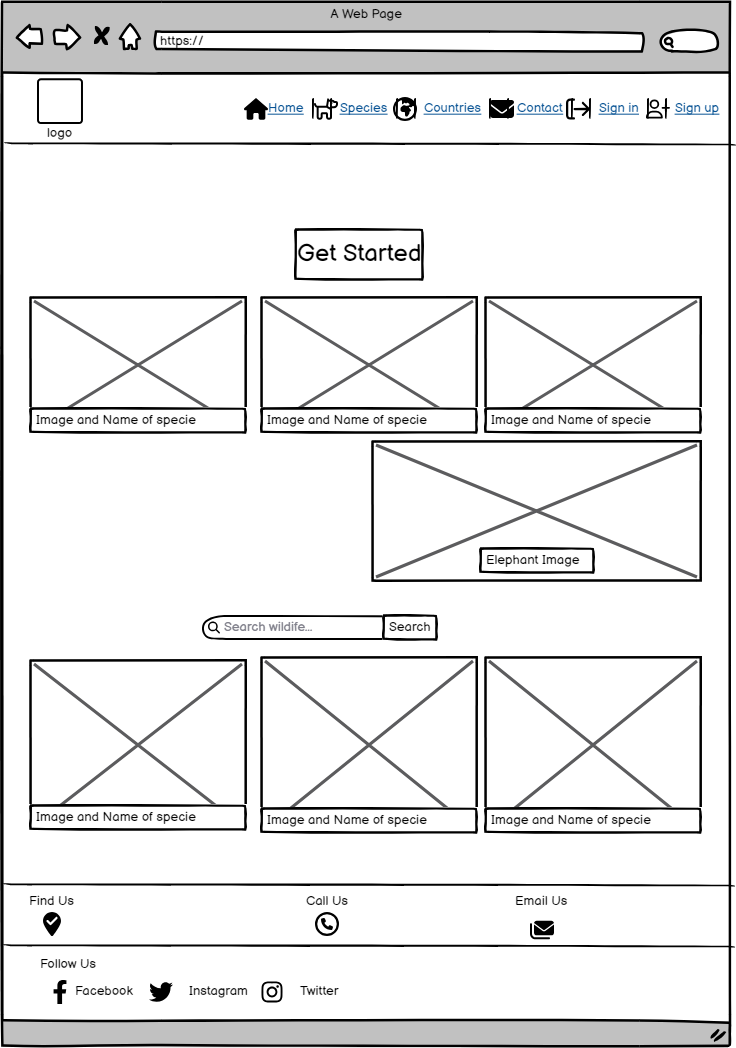 A Web Page
https://
logo
Home Species Countries Contact Sign in Sign up
Get Started
Image and Name of specie Image and Name of specie Image and Name of specie
Elephant Image
Search wildife... Search
Image and Name of specie Image and Name of specie Image and Name of specie
Find Us Call Us Email Us
Follow Us
Facebook Instagram Twitter